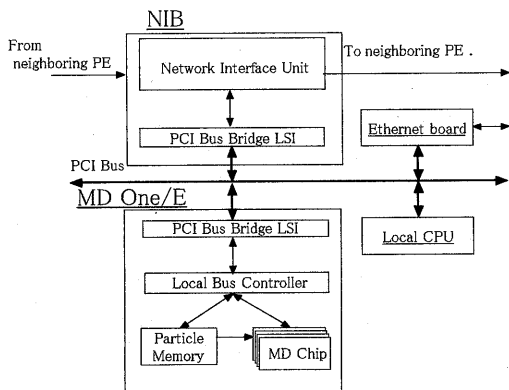 NIB
From
neighboring PE
To neighboring PE .
Network Interface Unit
Ethernet board
PCI Bus Bridge LSI
PCI Bus
MD One/E
PCI Bus Bridge LSI
Local CPU
Local Bus Controller
Particle
Memory
MD Chip